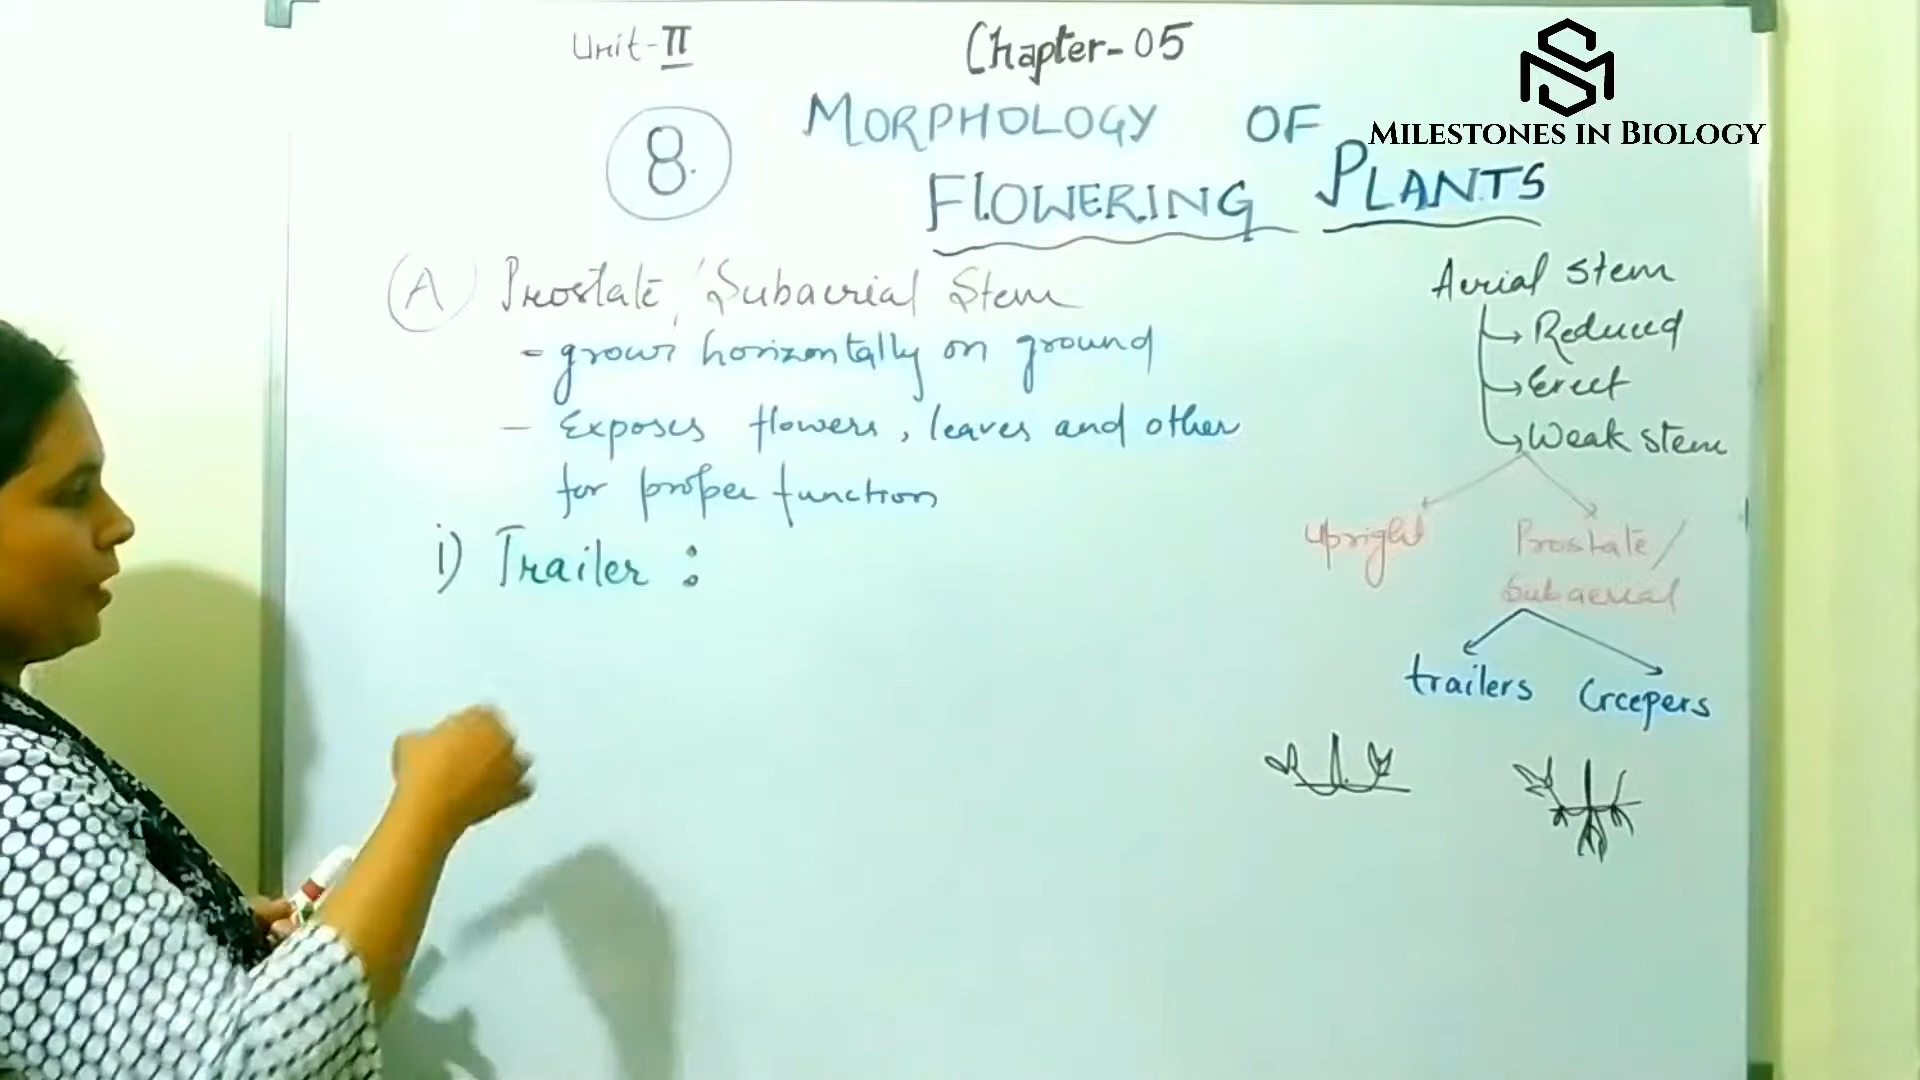 Unit-II
Chapter-05
8.
MORPHOLOGY OF
FLOWERING PLANTS
MILESTONES IN BIOLOGY
A Prostate/Subaerial Stem
- grows horizontally on ground
- Exposes flowers, leaves and other
for proper function
i) Trailer :
Aerial stem
Reduced
Erect
Weak stem
Upright
Prostate/
Subaerial
trailers
Creepers